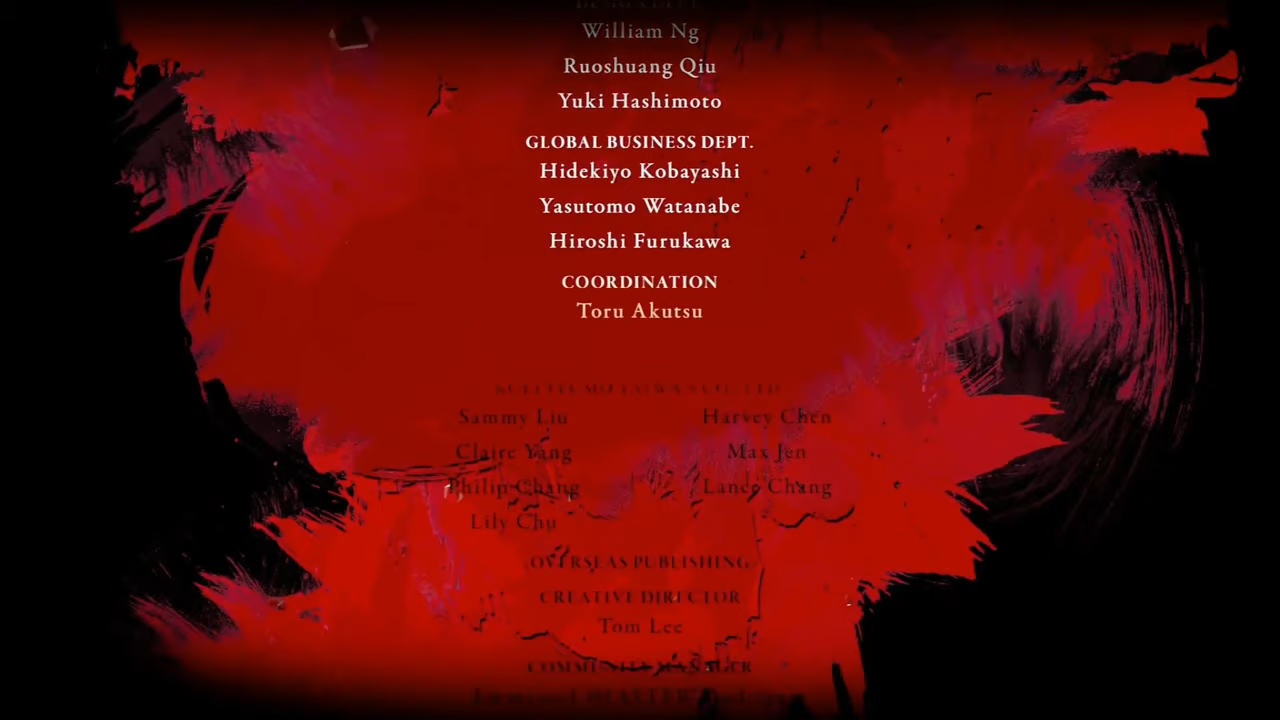 William Ng
Ruoshuang Qiu
Yuki Hashimoto
GLOBAL BUSINESS DEPT.
Hidekiyo Kobayashi
Yasutomo Watanabe
Hiroshi Furukawa
COORDINATION
Toru Akutsu
Sammy Liu Harvey Chen
Claire Yang Max Jen
Philip Chang Lance Chang
Lily Chu
OVERSEAS PUBLISHING
CREATIVE DIRECTOR
Tom Lee
COMMUNITY MANAGER